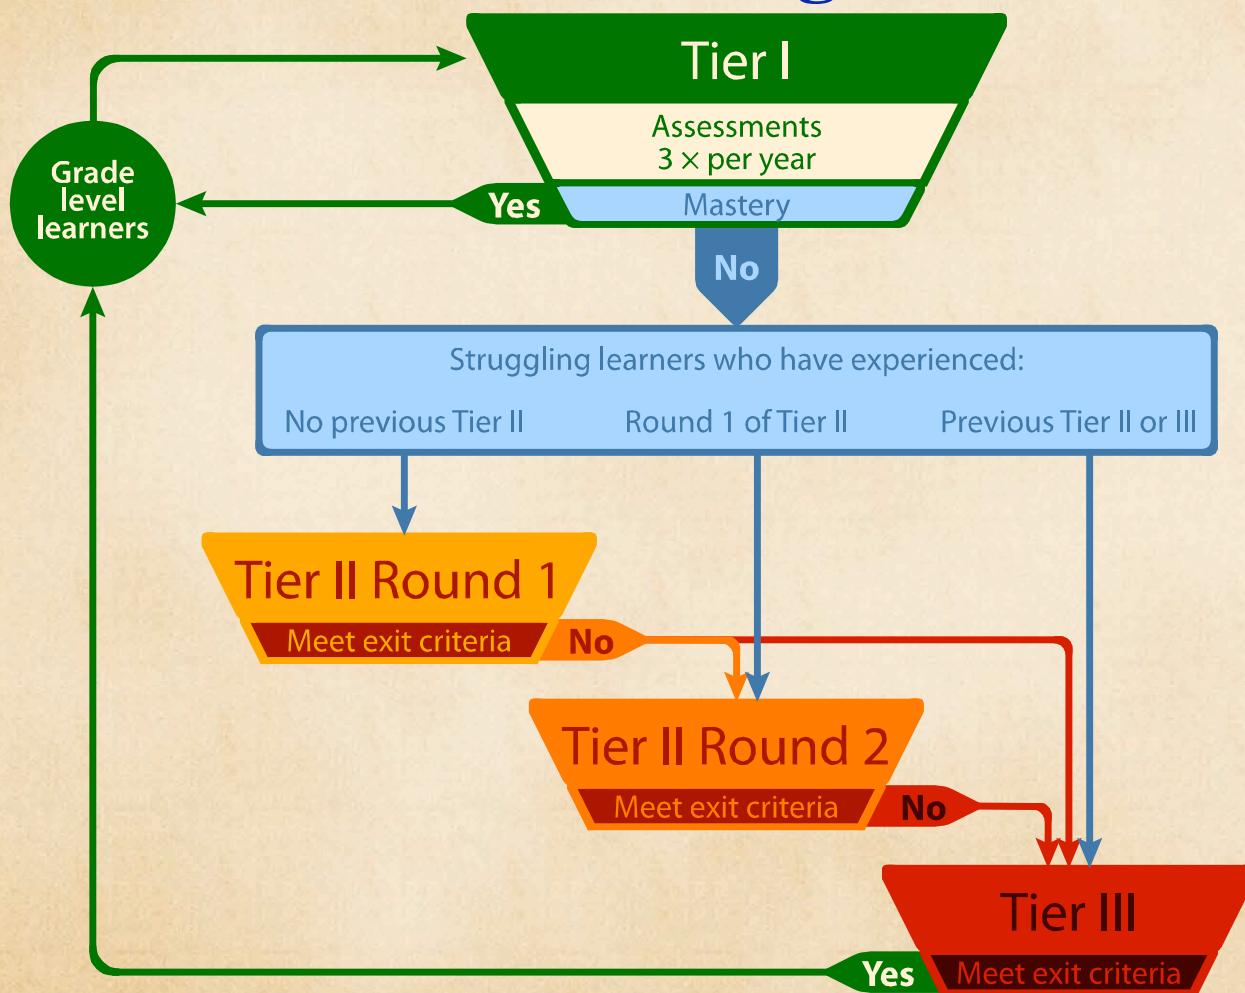 Tier I
Assessments
3 × per year
Mastery
Yes
No
Grade
level
learners
Struggling learners who have experienced:
No previous Tier II
Round 1 of Tier II
Previous Tier II or III
Tier II Round 1
Meet exit criteria
No
Tier II Round 2
Meet exit criteria
No
Tier III
Meet exit criteria
Yes